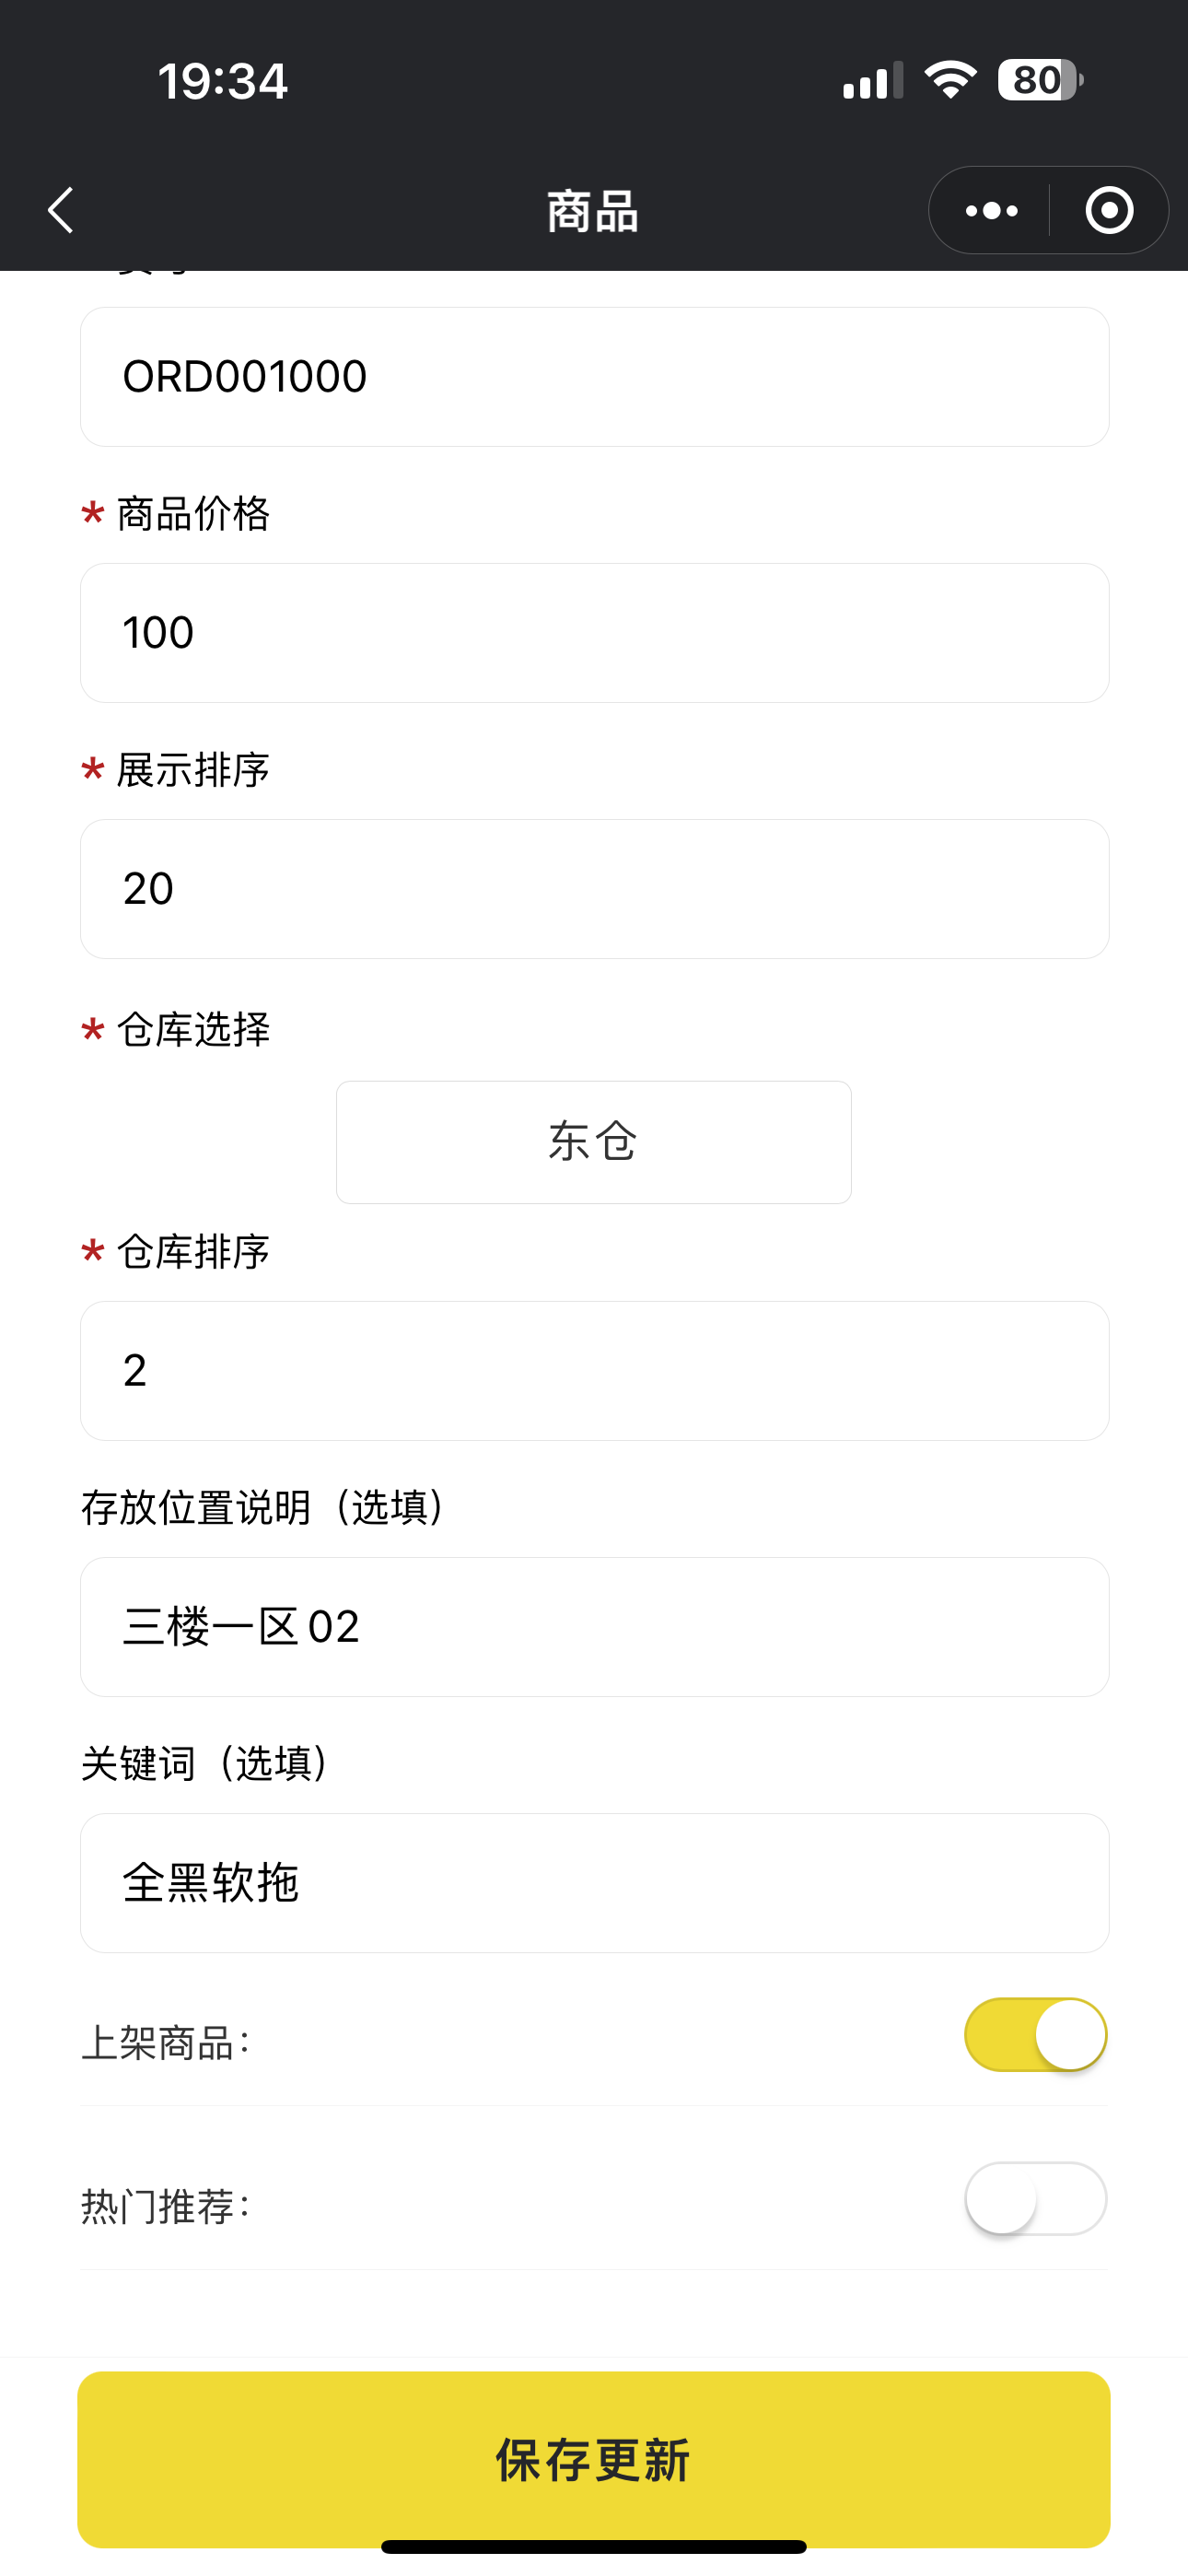 19:34
80
商品
ORD001000
* 商品价格
100
* 展示排序
20
* 仓库选择
东仓
* 仓库排序
2
存放位置说明（选填）
三楼一区02
关键词（选填）
全黑软拖
上架商品：
热门推荐：
保存更新